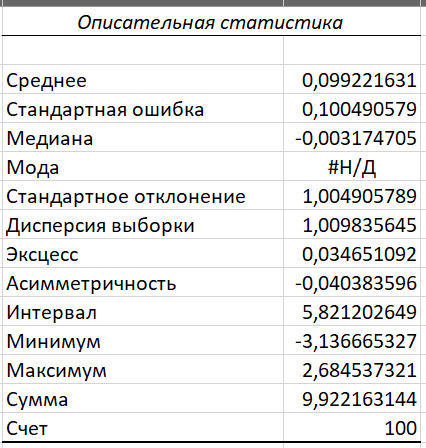 Описательная статистика
Среднее 0,099221631
Стандартная ошибка 0,100490579
Медиана -0,003174705
Мода #Н/Д
Стандартное отклонение 1,004905789
Дисперсия выборки 1,009835645
Эксцесс 0,034651092
Асимметричность -0,040383596
Интервал 5,821202649
Минимум -3,136665327
Максимум 2,684537321
Сумма 9,922163144
Счет 100